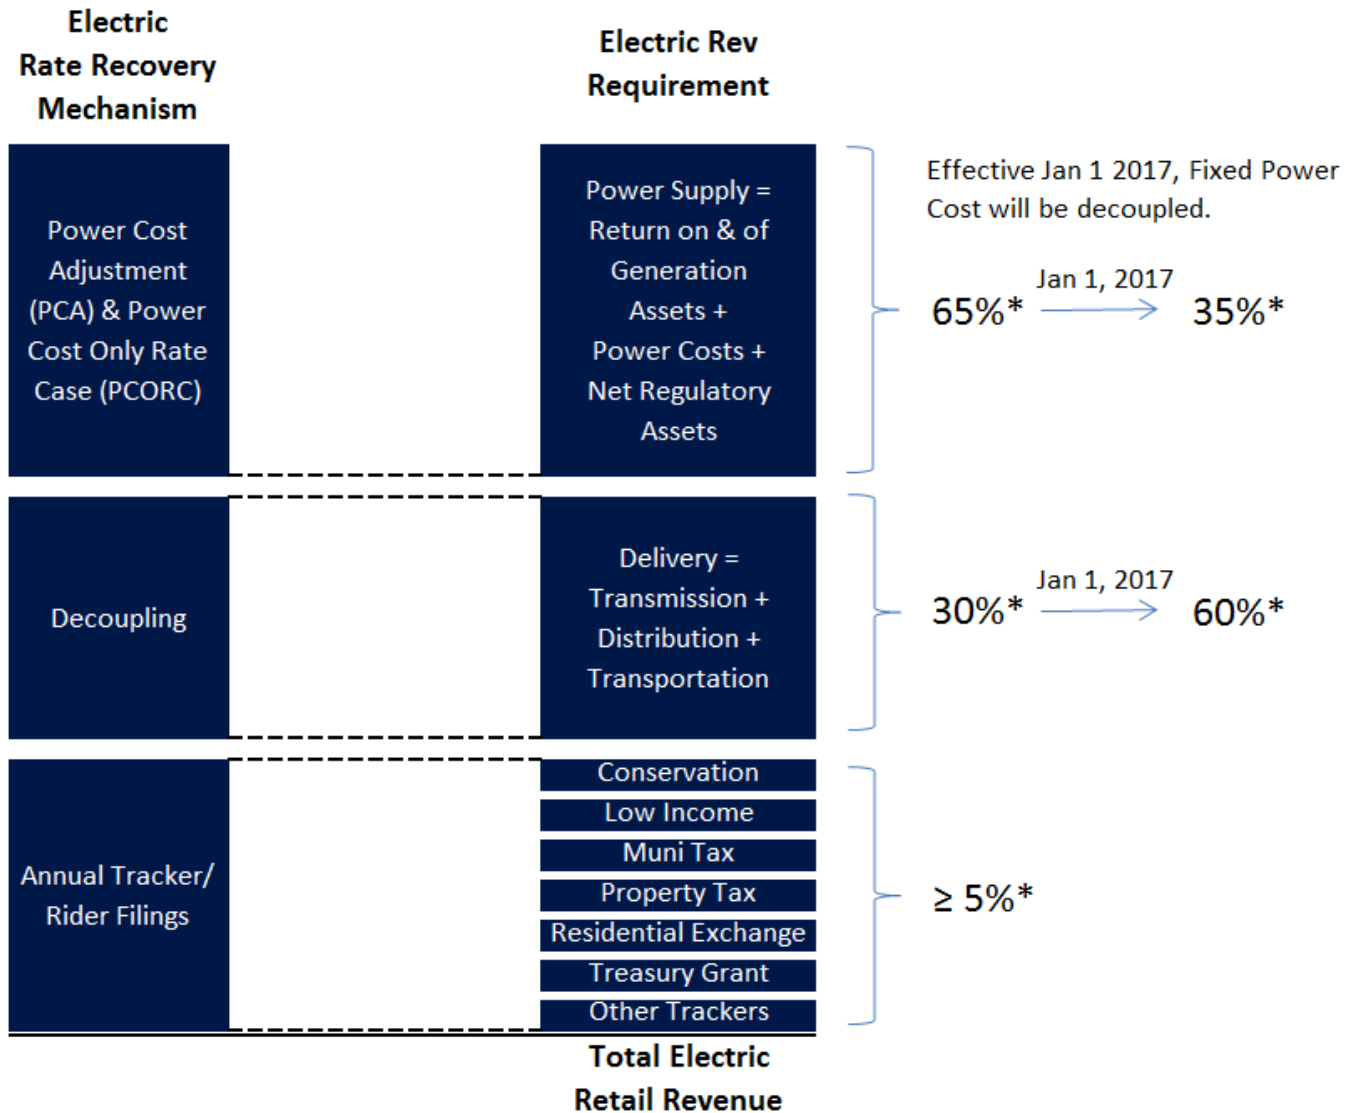 Electric
Rate Recovery
Mechanism
Electric Rev
Requirement
Power Cost
Adjustment
(PCA) & Power
Cost Only Rate
Case (PCORC)
Power Supply =
Return on & of
Generation
Assets +
Power Costs +
Net Regulatory
Assets
Effective Jan 1 2017, Fixed Power
Cost will be decoupled.
65%*
Jan 1, 2017
35%*
Decoupling
Delivery =
Transmission +
Distribution +
Transportation
30%*
Jan 1, 2017
60%*
Annual Tracker/
Rider Filings
Conservation
Low Income
Muni Tax
Property Tax
Residential Exchange
Treasury Grant
Other Trackers
≥ 5%*
Total Electric
Retail Revenue